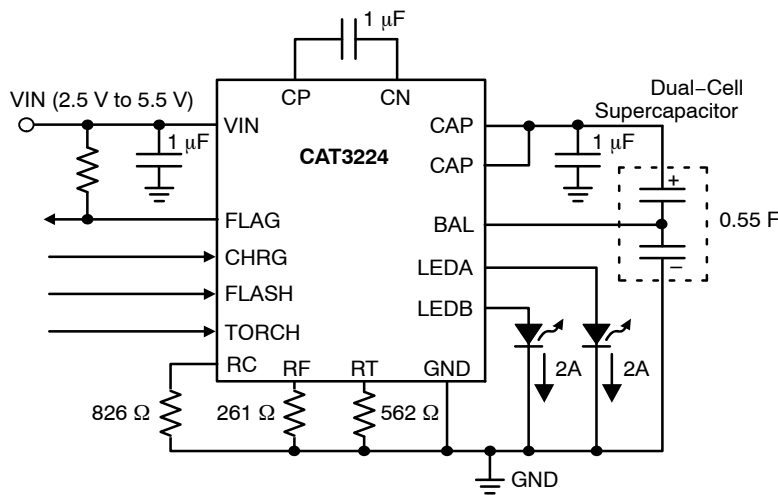 1 μF
VIN (2.5 V to 5.5 V)
CP
CN
Dual−Cell
Supercapacitor
VIN
1 μF
CAT3224
CAP
CAP
1 μF
+
FLAG
BAL
0.55 F
−
CHRG
LEDA
FLASH
LEDB
TORCH
RC
RF
RT
GND
2A
2A
826 Ω
261 Ω
562 Ω
GND